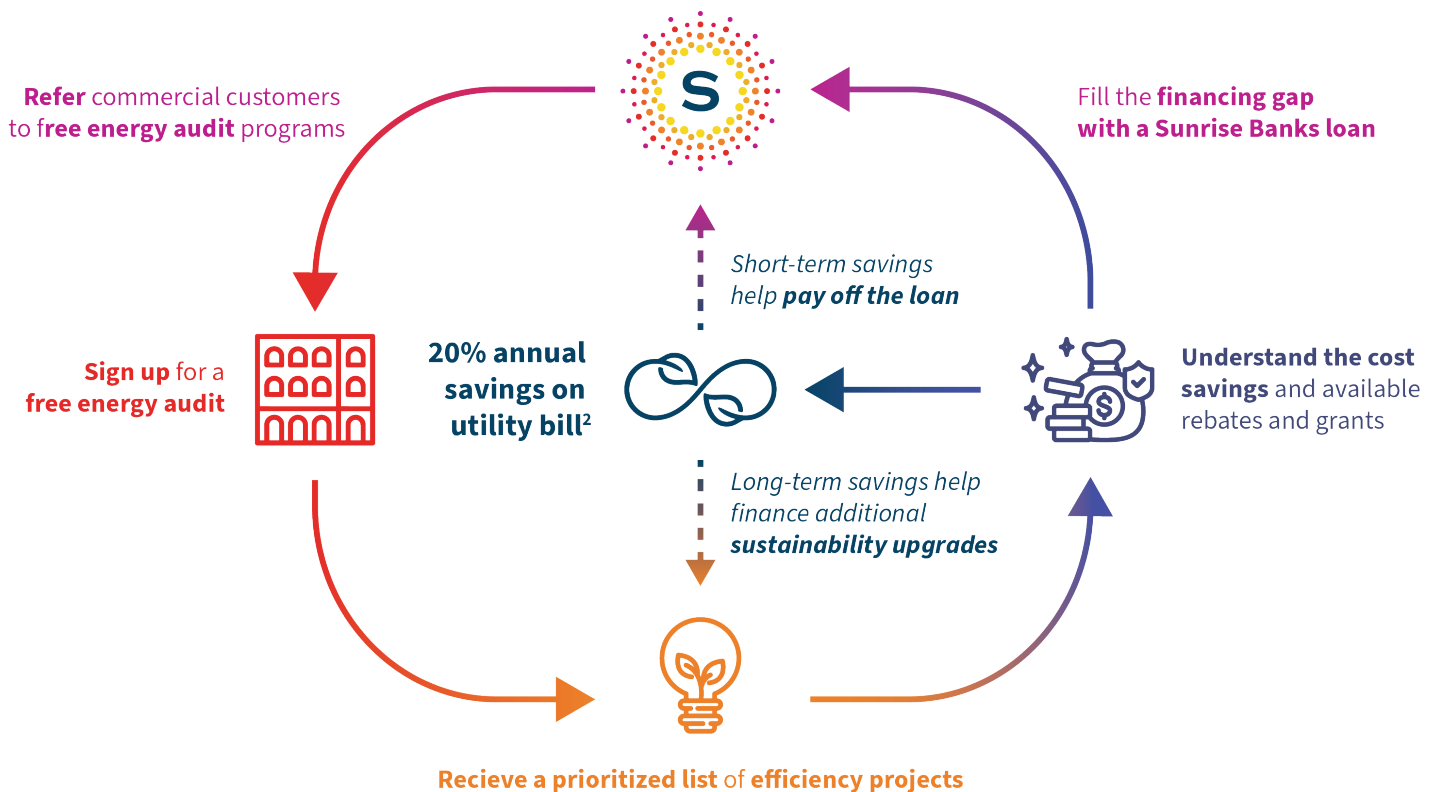 S
Refer commercial customers
to free energy audit programs
Fill the financing gap
with a Sunrise Banks loan
Short-term savings
help pay off the loan
Sign up for a
free energy audit
20% annual
savings on
utility bill²
$
Understand the cost
savings and available
rebates and grants
Long-term savings help
finance additional
sustainability upgrades
Recieve a prioritized list of efficiency projects